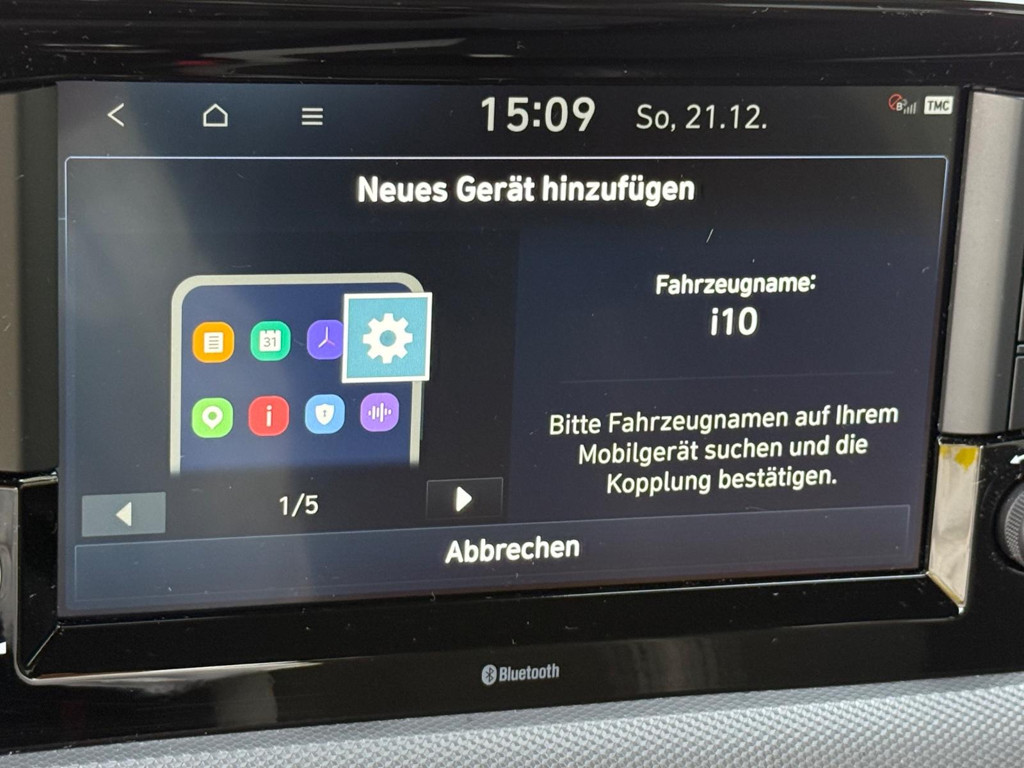 15:09 So, 21.12. TMC
Neues Gerät hinzufügen
31
Fahrzeugname:
i10
Bitte Fahrzeugnamen auf Ihrem
Mobilgerät suchen und die
Kopplung bestätigen.
1/5
Abbrechen
Bluetooth